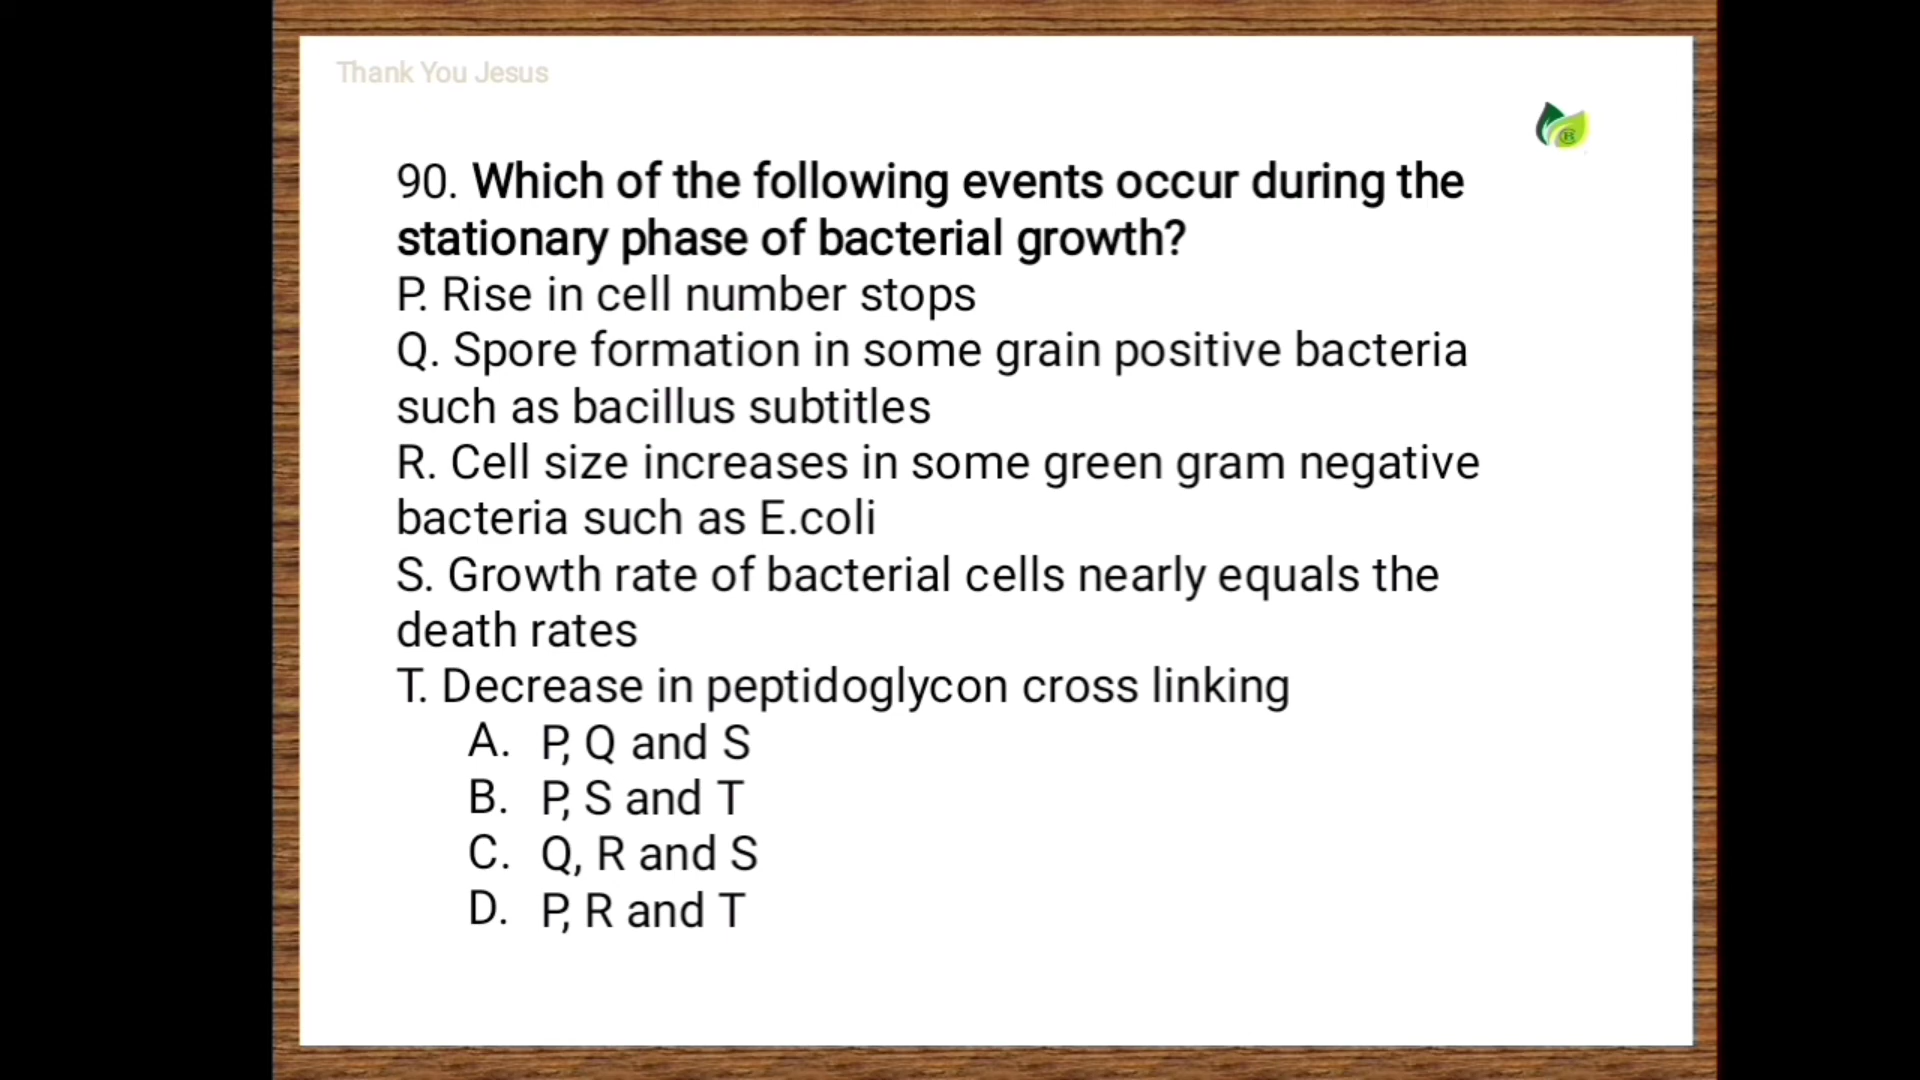 Thank You Jesus
90. Which of the following events occur during the
stationary phase of bacterial growth?
P. Rise in cell number stops
Q. Spore formation in some grain positive bacteria
such as bacillus subtitles
R. Cell size increases in some green gram negative
bacteria such as E.coli
S. Growth rate of bacterial cells nearly equals the
death rates
T. Decrease in peptidoglycon cross linking
A. P, Q and S
B. P, S and T
C. Q, R and S
D. P, R and T